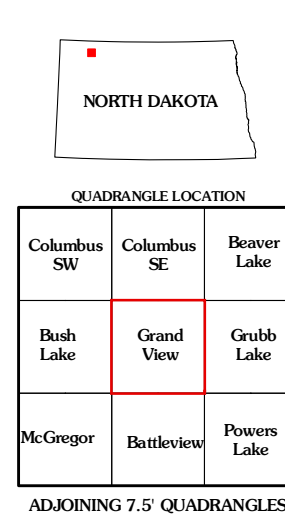 NORTH DAKOTA
QUADRANGLE LOCATION
Columbus
SW
Columbus
SE
Beaver
Lake
Bush
Lake
Grand
View
Grubb
Lake
McGregor
Battleview
Powers
Lake
ADJOINING 7.5' QUADRANGLES